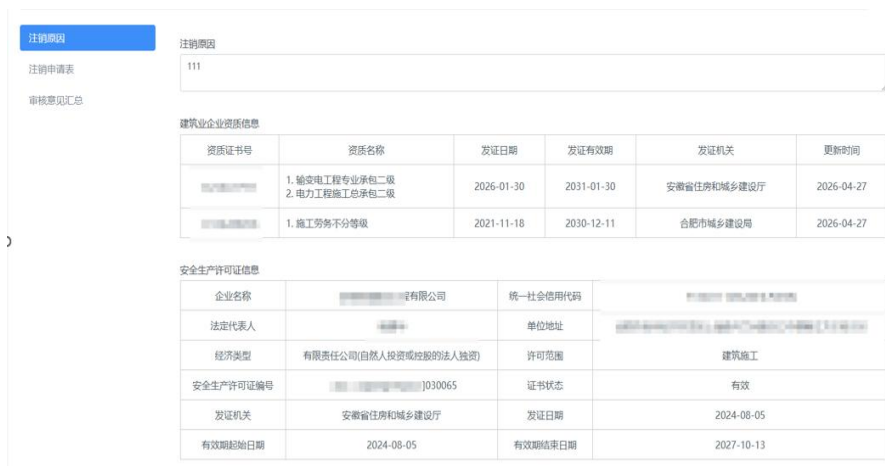 注销原因
注销申请表
审核意见汇总
注销原因
111
建筑业企业资质信息
资质证书号 资质名称 发证日期 发证有效期 发证机关 更新时间
1. 输变电工程专业承包二级
2. 电力工程施工总承包二级
2026-01-30 2031-01-30 安徽省住房和城乡建设厅 2026-04-27
1. 施工劳务不分等级 2021-11-18 2030-12-11 合肥市城乡建设局 2026-04-27
安全生产许可证信息
企业名称 程有限公司 统一社会信用代码
法定代表人 单位地址
经济类型 有限责任公司(自然人投资或控股的法人独资) 许可范围 建筑施工
安全生产许可证编号 ]030065 证书状态 有效
发证机关 安徽省住房和城乡建设厅 发证日期 2024-08-05
有效期起始日期 2024-08-05 有效期结束日期 2027-10-13